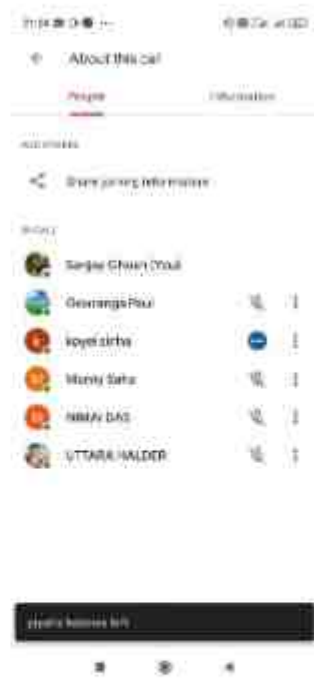 About this call
People
Information
Share joining information
Sanjay Ghosh (You)
Gouranga Paul
koyel sinha
Saha
NIMAI DAS
UTTARA HALDER
left